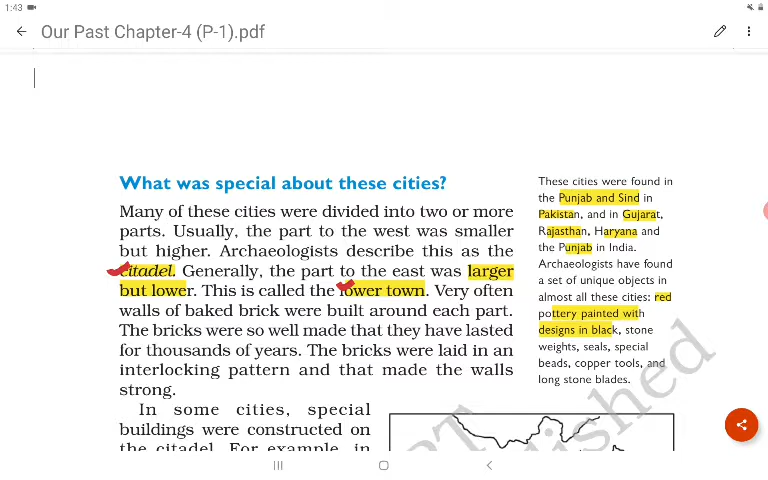 1:43
Our Past Chapter-4 (P-1).pdf
What was special about these cities?
Many of these cities were divided into two or more
parts. Usually, the part to the west was smaller
but higher. Archaeologists describe this as the
citadel. Generally, the part to the east was larger
but lower. This is called the lower town. Very often
walls of baked brick were built around each part.
The bricks were so well made that they have lasted
for thousands of years. The bricks were laid in an
interlocking pattern and that made the walls
strong.
In some cities, special
buildings were constructed on
the citadel. For example, in
These cities were found in
the Punjab and Sind in
Pakistan, and in Gujarat,
Rajasthan, Haryana and
the Punjab in India.
Archaeologists have found
a set of unique objects in
almost all these cities: red
pottery painted with
designs in black, stone
weights, seals, special
beads, copper tools, and
long stone blades.